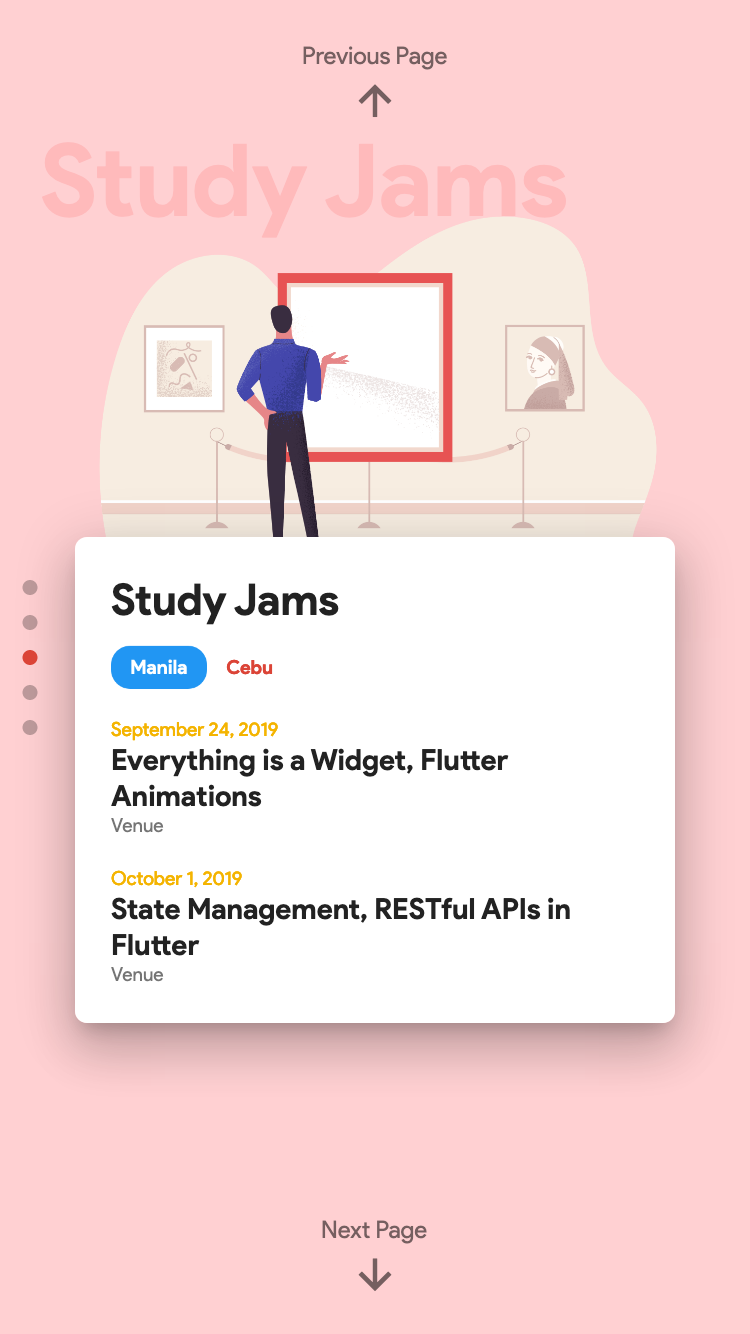 Previous Page
Study Jams
Study Jams
Manila Cebu
September 24, 2019
Everything is a Widget, Flutter
Animations
Venue
October 1, 2019
State Management, RESTful APIs in
Flutter
Venue
Next Page